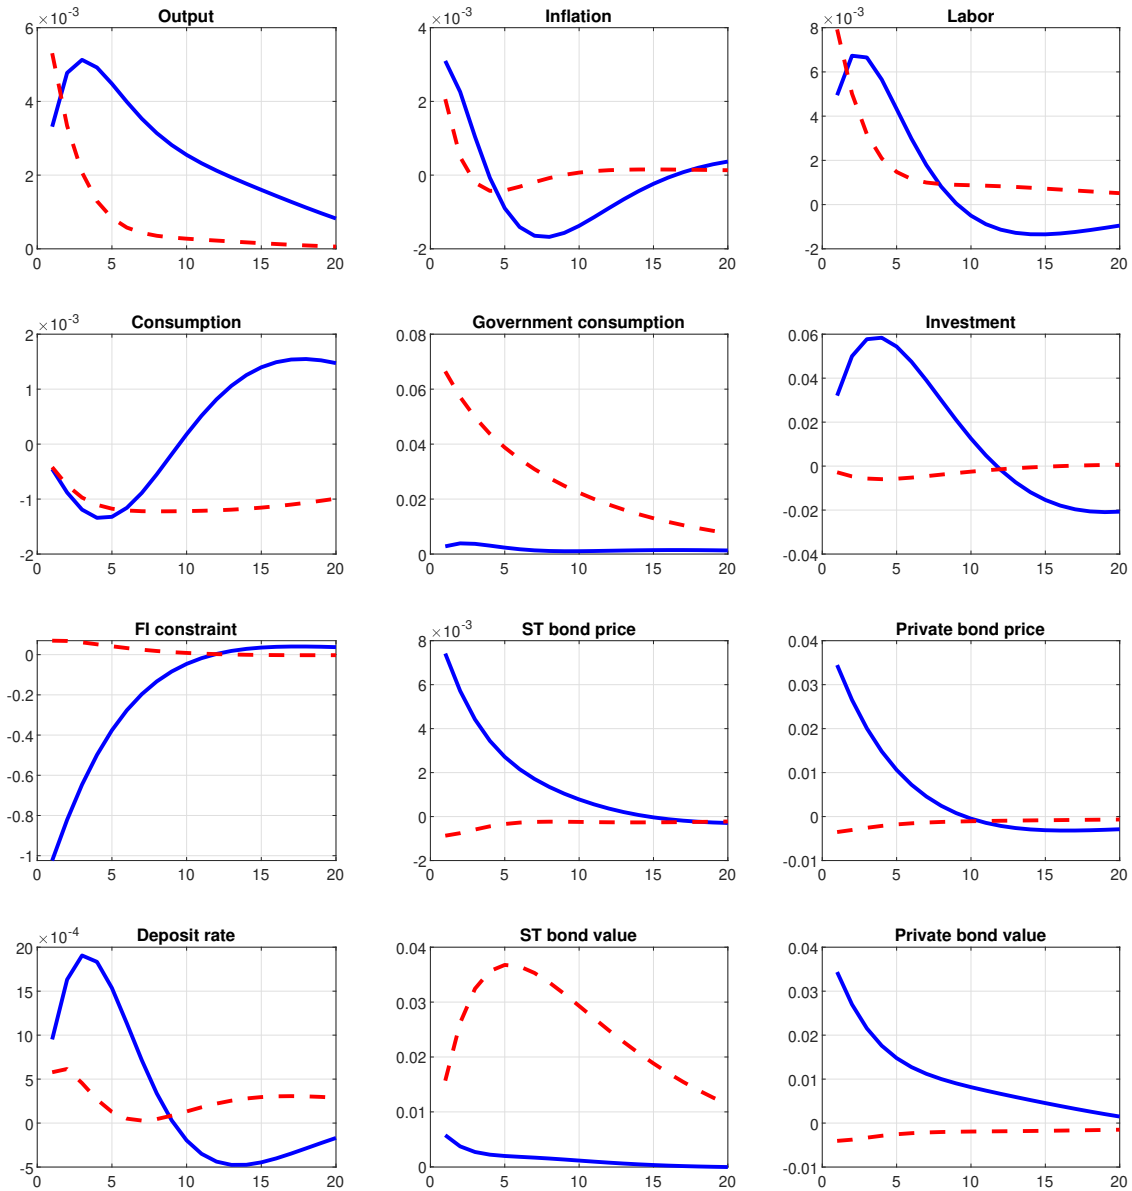 Output
×10-3
6
4
2
0
0 5 10 15 20
Inflation
×10-3
4
2
0
-2
0 5 10 15 20
Labor
×10-3
8
6
4
2
0
-2
0 5 10 15 20
Consumption
×10-3
2
1
0
-1
-2
0 5 10 15 20
Government consumption
0.08
0.06
0.04
0.02
0
0 5 10 15 20
Investment
0.06
0.04
0.02
0
-0.02
-0.04
0 5 10 15 20
FI constraint
0
-0.2
-0.4
-0.6
-0.8
-1
0 5 10 15 20
ST bond price
×10-3
8
6
4
2
0
-2
0 5 10 15 20
Private bond price
0.04
0.03
0.02
0.01
0
-0.01
0 5 10 15 20
Deposit rate
×10-4
20
15
10
5
0
-5
0 5 10 15 20
ST bond value
0.04
0.03
0.02
0.01
0
0 5 10 15 20
Private bond value
0.04
0.03
0.02
0.01
0
-0.01
0 5 10 15 20